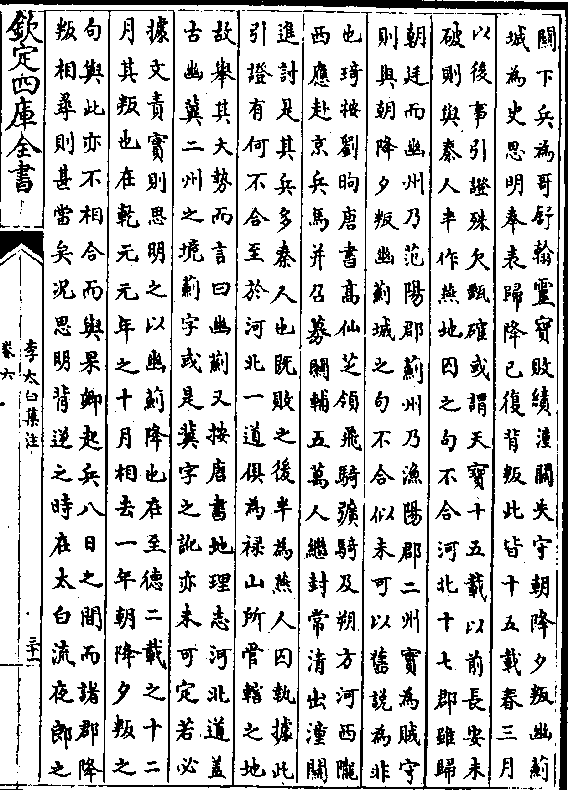 關下兵為哥舒翰靈寶敗績潼關失守朝降夕叛幽薊
城為史思明奉表歸降已復背叛此皆十五載春三月
以後事引證殊欠甄確或謂天寶十五載以前長安未
破則與秦人半作燕地囚之句不合河北十七郡雖歸
朝廷而幽州乃范陽郡薊州乃漁陽郡二州實為賊守
則與朝降夕叛幽薊城之句不合似未可以舊說為非
也琦按劉昫唐書高仙芝領飛騎彍騎及朔方河西隴
西應赴京兵馬并召募關輔五萬人繼封常清出潼關
進討是其兵多秦人也既敗之後半為燕人囚執據此
引證有何不合至於河北一道俱為禄山所管轄之地
故舉其大勢而言曰幽薊又按唐書地理志河北道蓋
古幽冀二州之境薊字或是冀字之訛亦未可定若必
據文責實則思明之以幽薊降也在至德二載之十二
月其叛也在乾元元年之十月相去一年朝降夕叛之
句與此亦不相合而與杲卿起兵八日之間而諸郡降
叛相尋則甚當矣況思明背逆之時在太白流夜郎之
欽定四庫全書
李太白集注
卷六
三十一